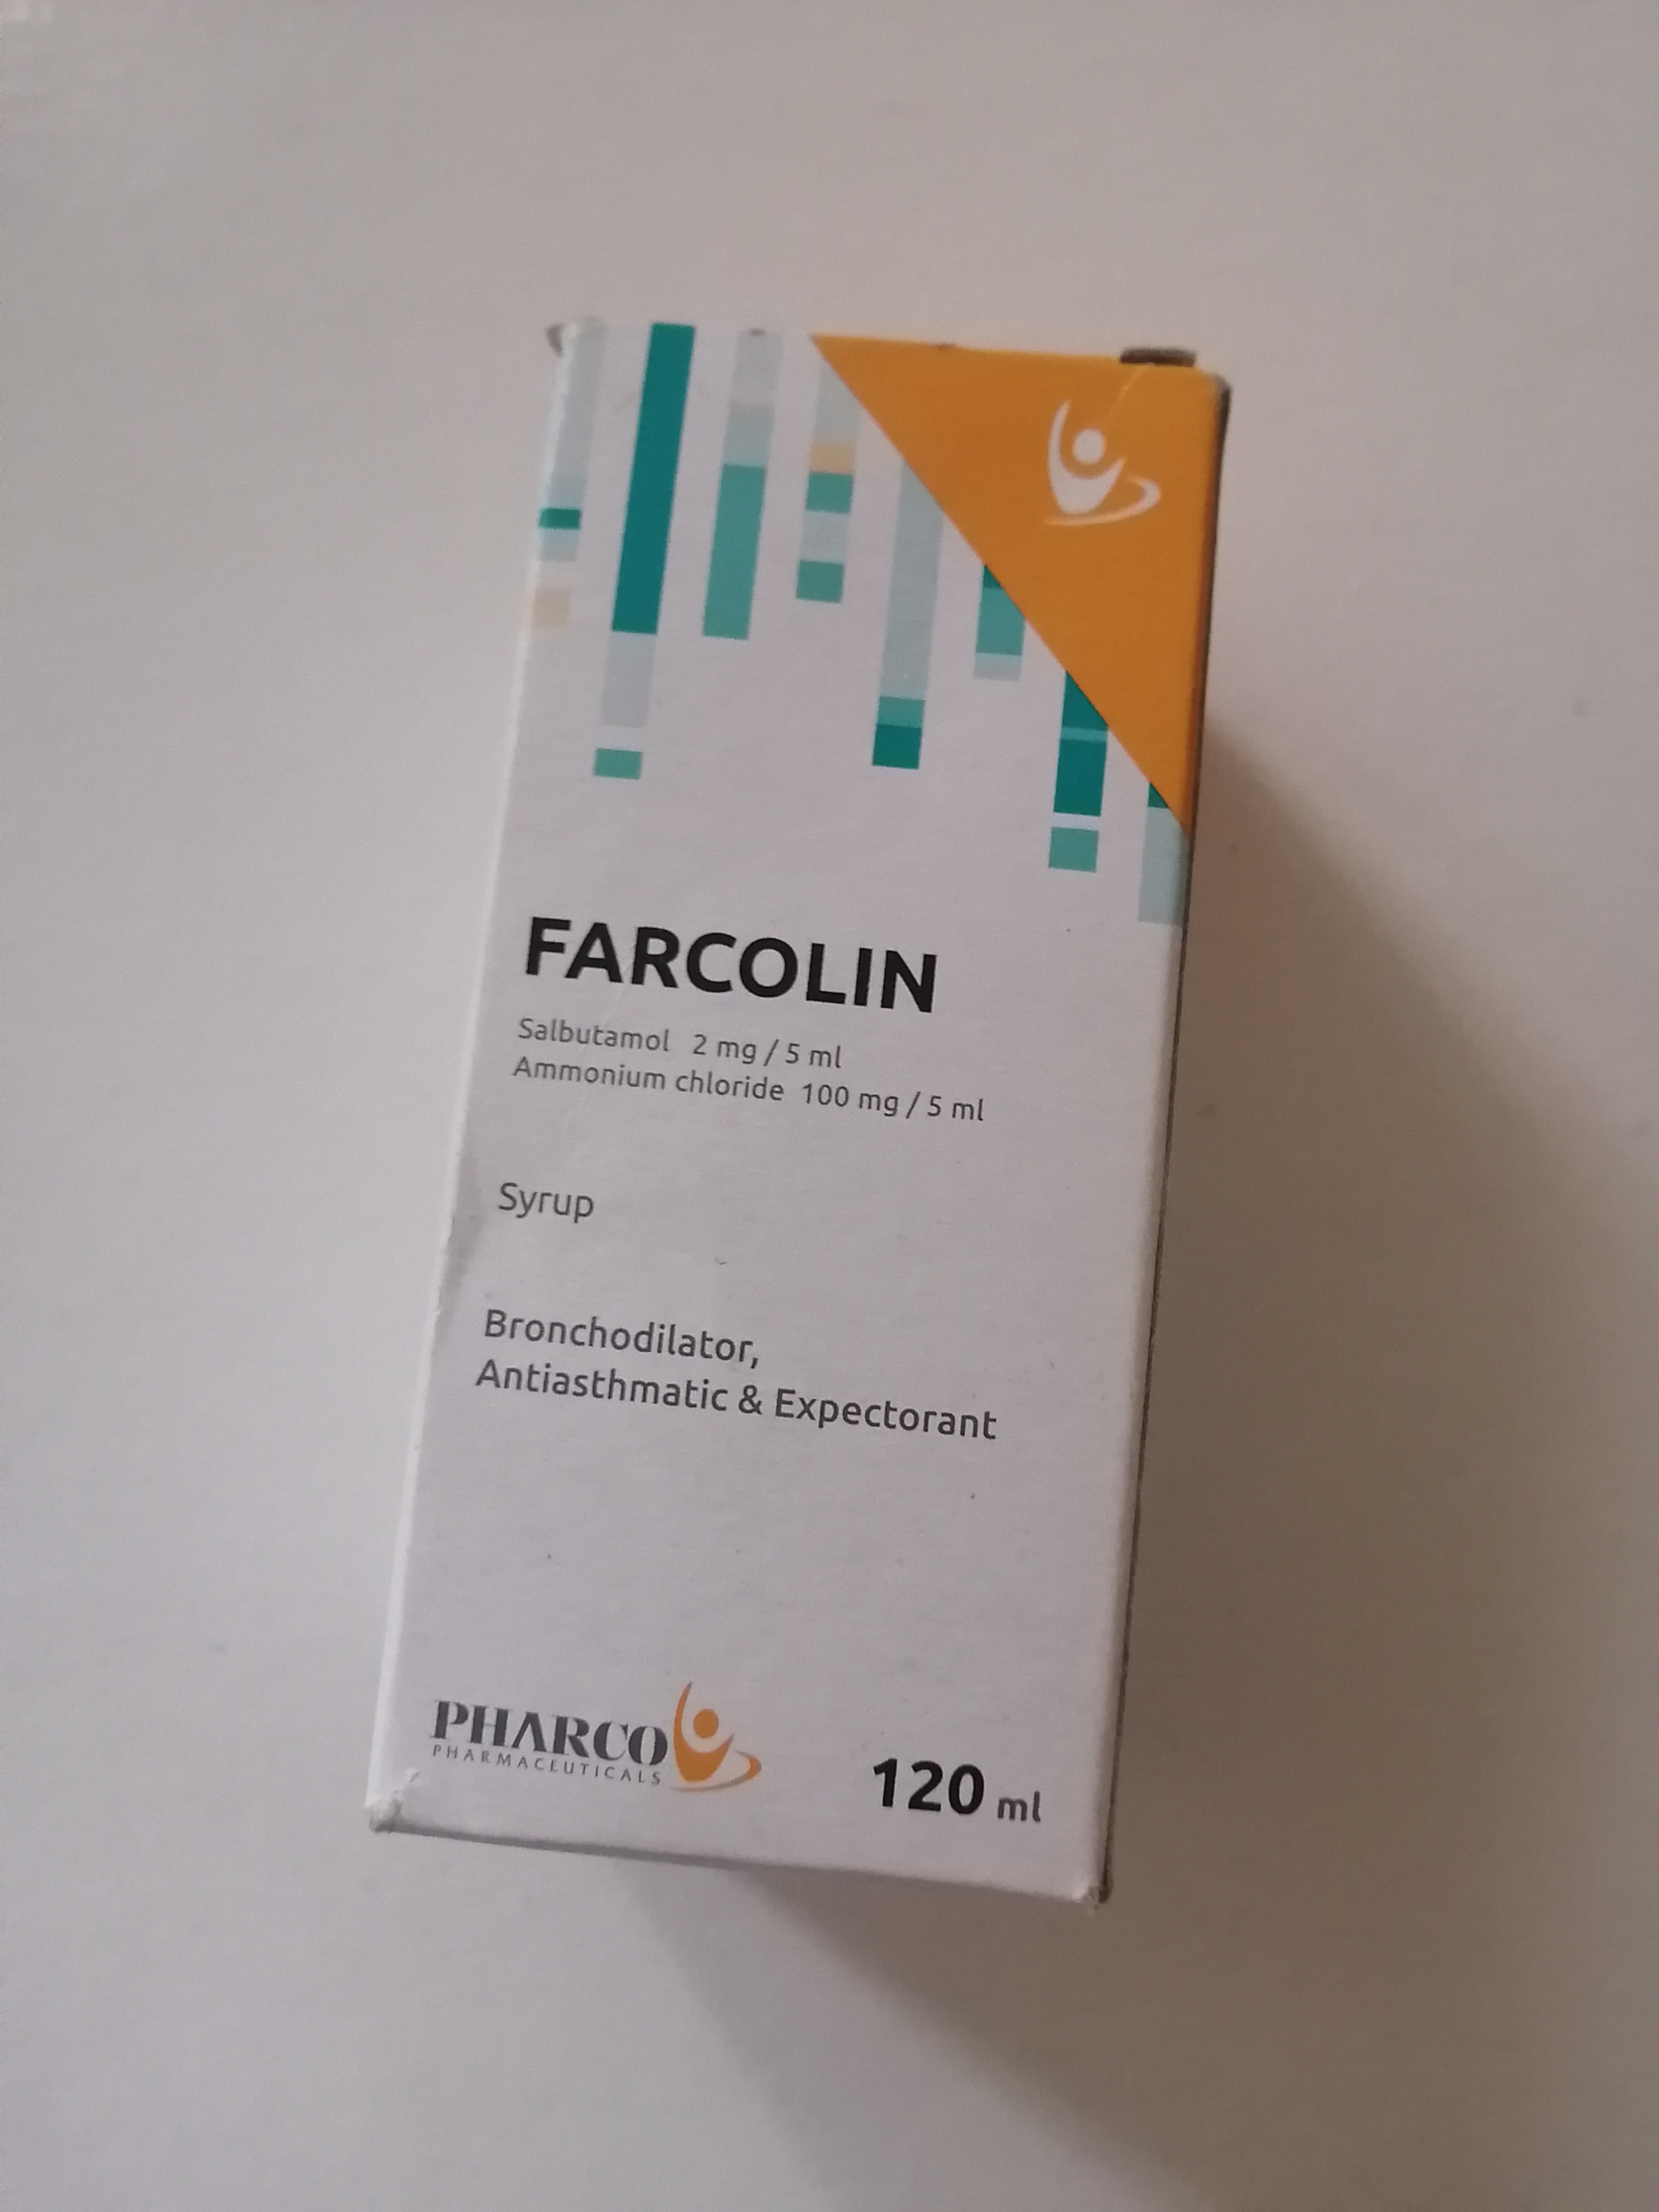 FARCOLIN
Salbutamol 2 mg / 5 ml
Ammonium chloride 100 mg / 5 ml
Syrup
Bronchodilator,
Antiasthmatic & Expectorant
PHARCO
PHARMACEUTICALS
120 ml